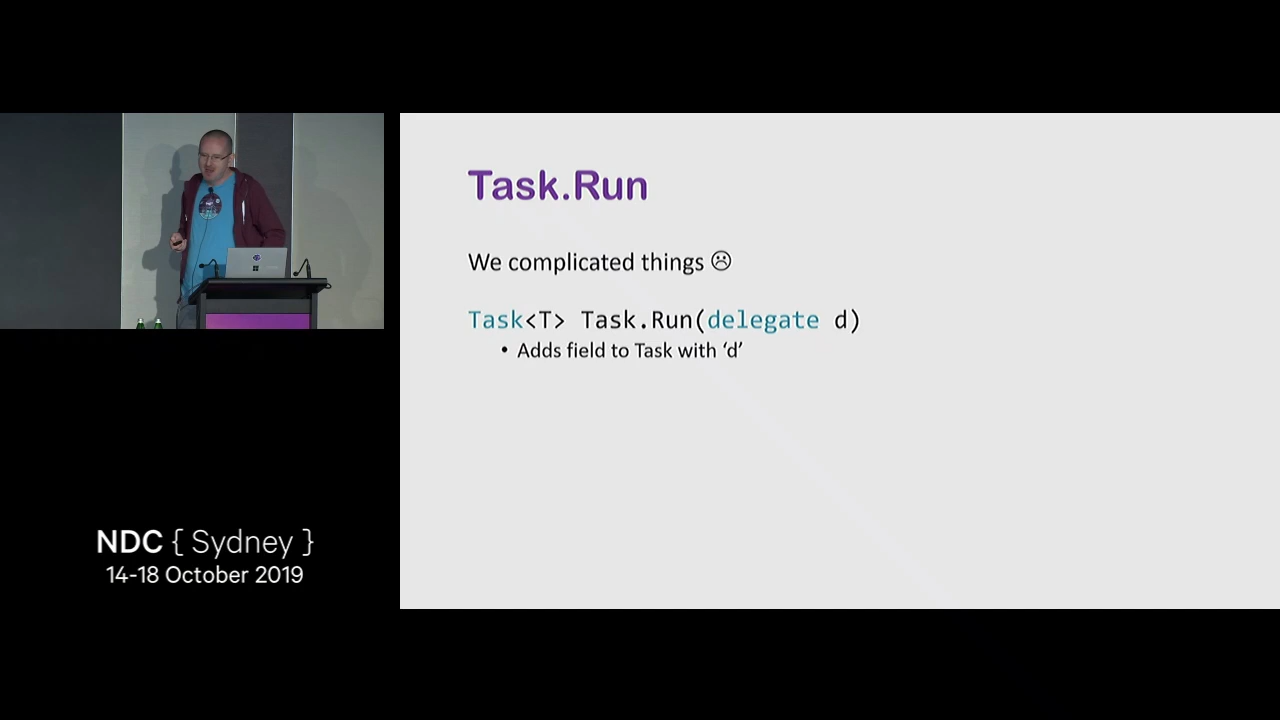 Task.Run
We complicated things ☹
Task<T> Task.Run(delegate d)
• Adds field to Task with ‘d’
NDC { Sydney }
14-18 October 2019